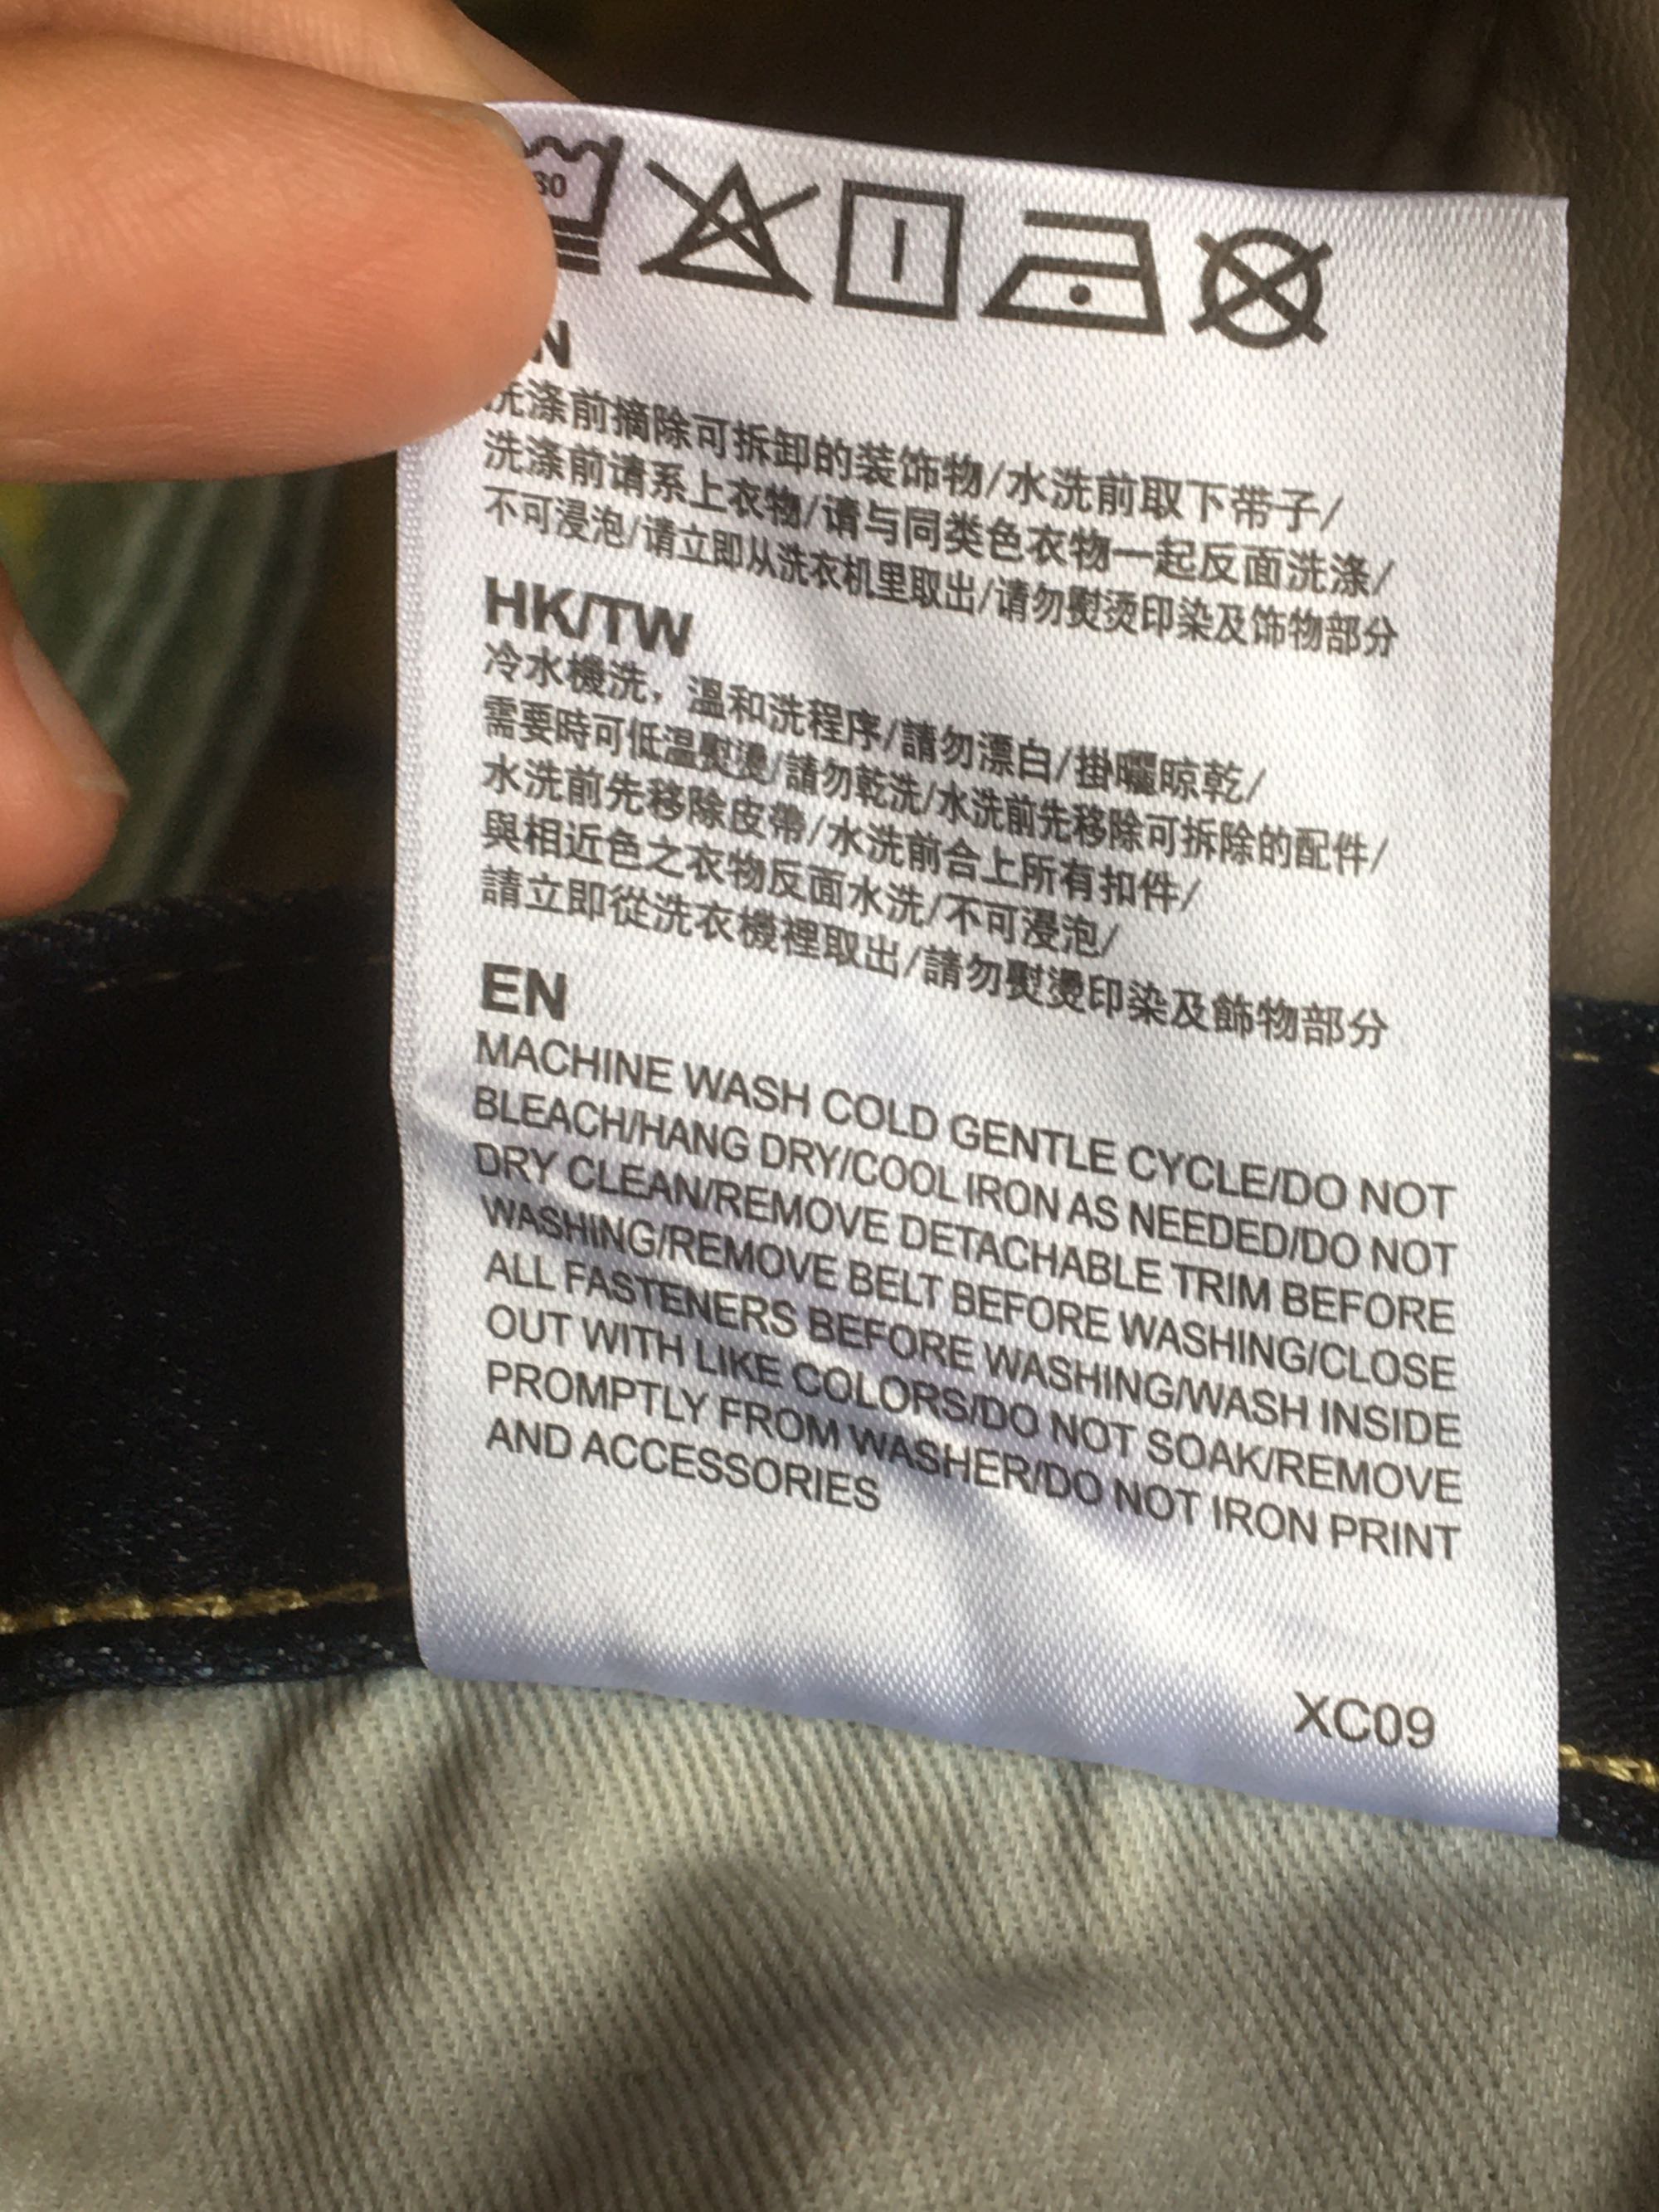 30
洗涤前摘除可拆卸的装饰物/水洗前取下带子/
洗涤前请系上衣物/请与同类色衣物一起反面洗涤/
不可浸泡/请立即从洗衣机里取出/请勿熨烫印染及饰物部分
HK/TW
冷水機洗，溫和洗程序/請勿漂白/掛曬晾乾/
需要時可低溫熨燙/請勿乾洗/水洗前先移除可拆除的配件/
水洗前先移除皮帶/水洗前合上所有扣件/
與相近色之衣物反面水洗/不可浸泡/
請立即從洗衣機裡取出/請勿熨燙印染及飾物部分
EN
MACHINE WASH COLD GENTLE CYCLE/DO NOT
BLEACH/HANG DRY/COOL IRON AS NEEDED/DO NOT
DRY CLEAN/REMOVE DETACHABLE TRIM BEFORE
WASHING/REMOVE BELT BEFORE WASHING/CLOSE
ALL FASTENERS BEFORE WASHING/WASH INSIDE
OUT WITH LIKE COLORS/DO NOT SOAK/REMOVE
PROMPTLY FROM WASHER/DO NOT IRON PRINT
AND ACCESSORIES
XC09